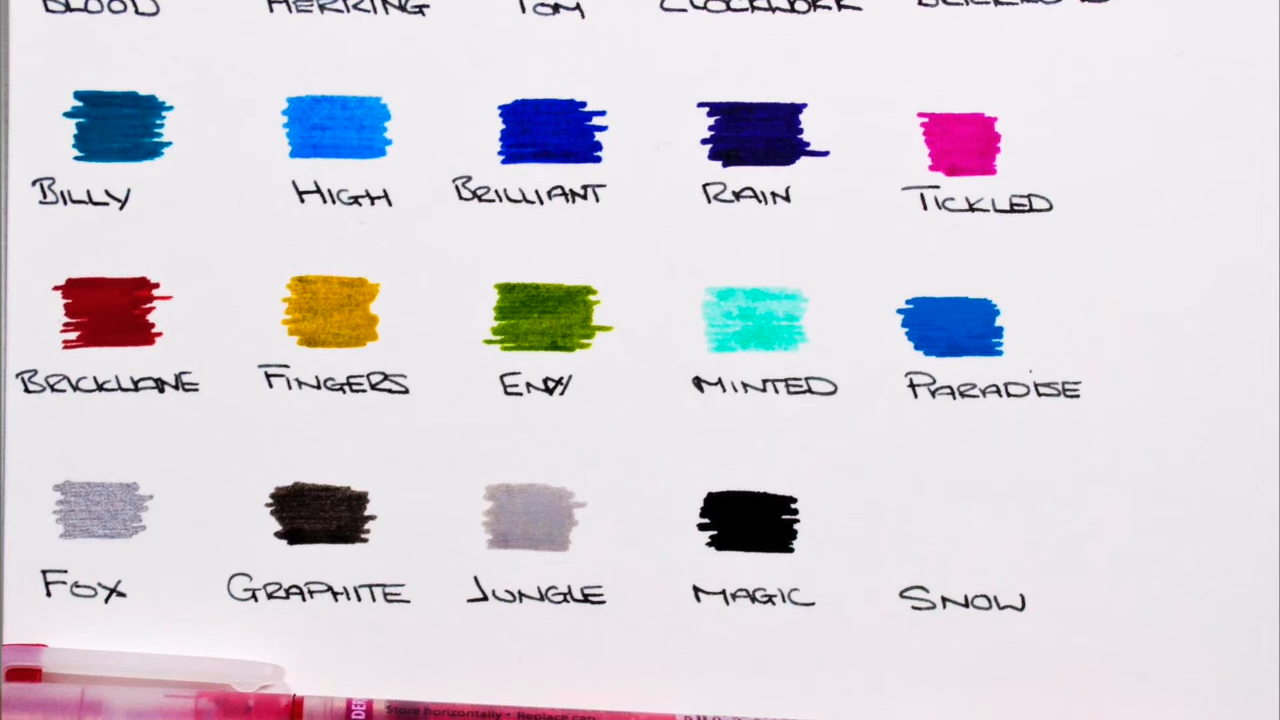 BLOOD HERRING TOM CLOCKWORK
BILLY HIGH BRILLIANT RAIN TICKLED
BRICKLANE FINGERS ENVY MINTED PARADISE
FOX GRAPHITE JUNGLE MAGIC SNOW
Store horizontally • Replace cap